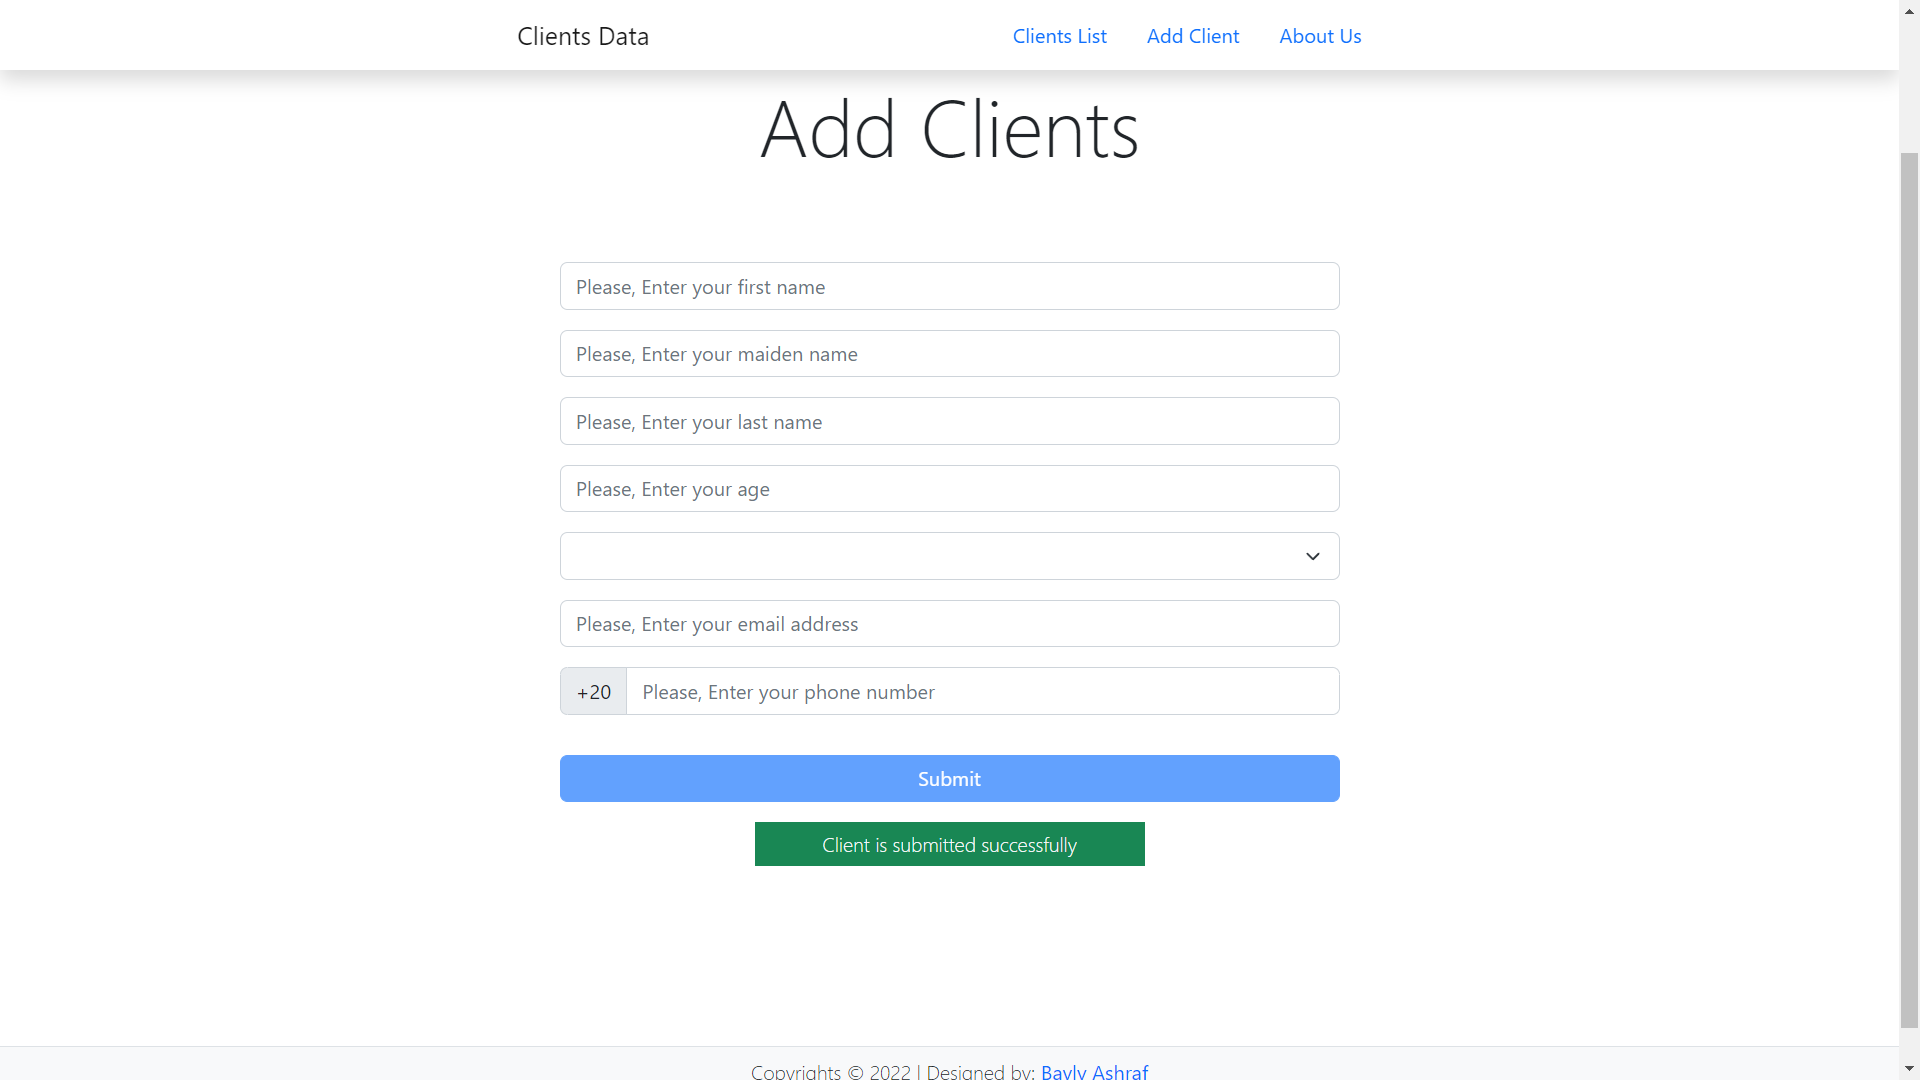 Clients Data
Clients List
Add Client
About Us
Add Clients
Please, Enter your first name
Please, Enter your maiden name
Please, Enter your last name
Please, Enter your age
Please, Enter your email address
+20
Please, Enter your phone number
Submit
Client is submitted successfully
Copyrights © 2022 | Designed by: Bavly Ashraf